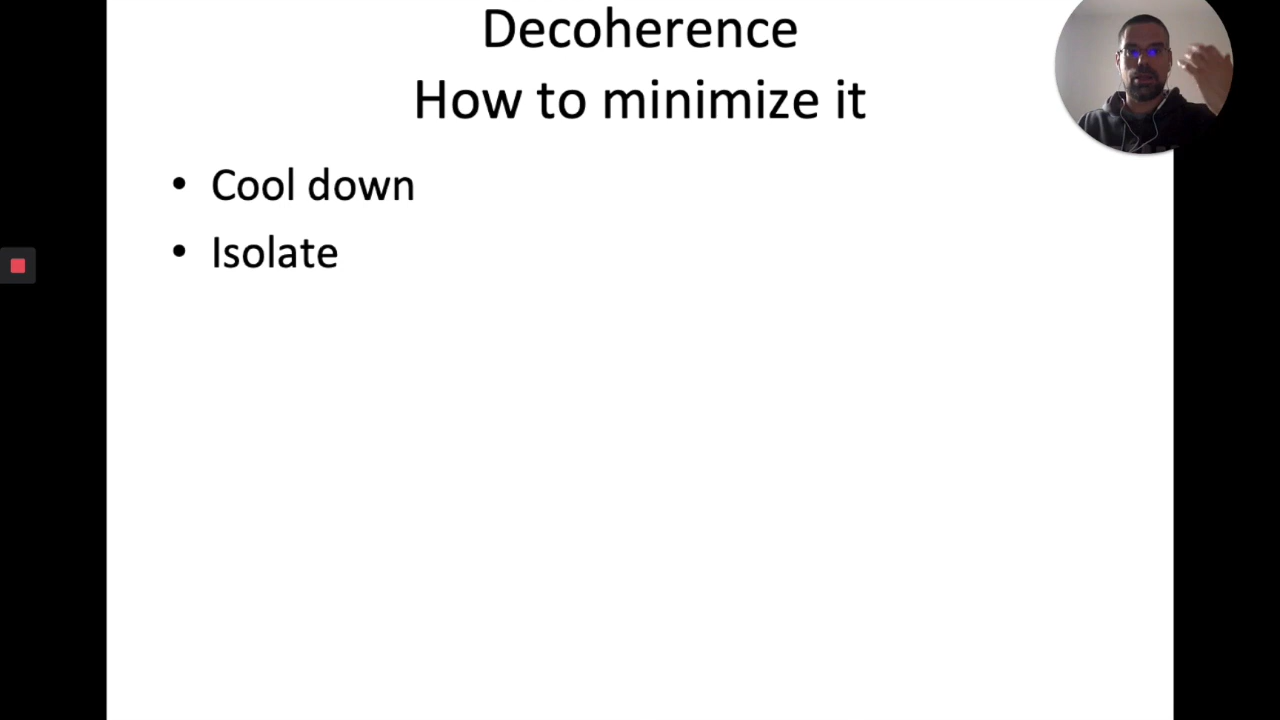 Decoherence
How to minimize it
• Cool down
• Isolate